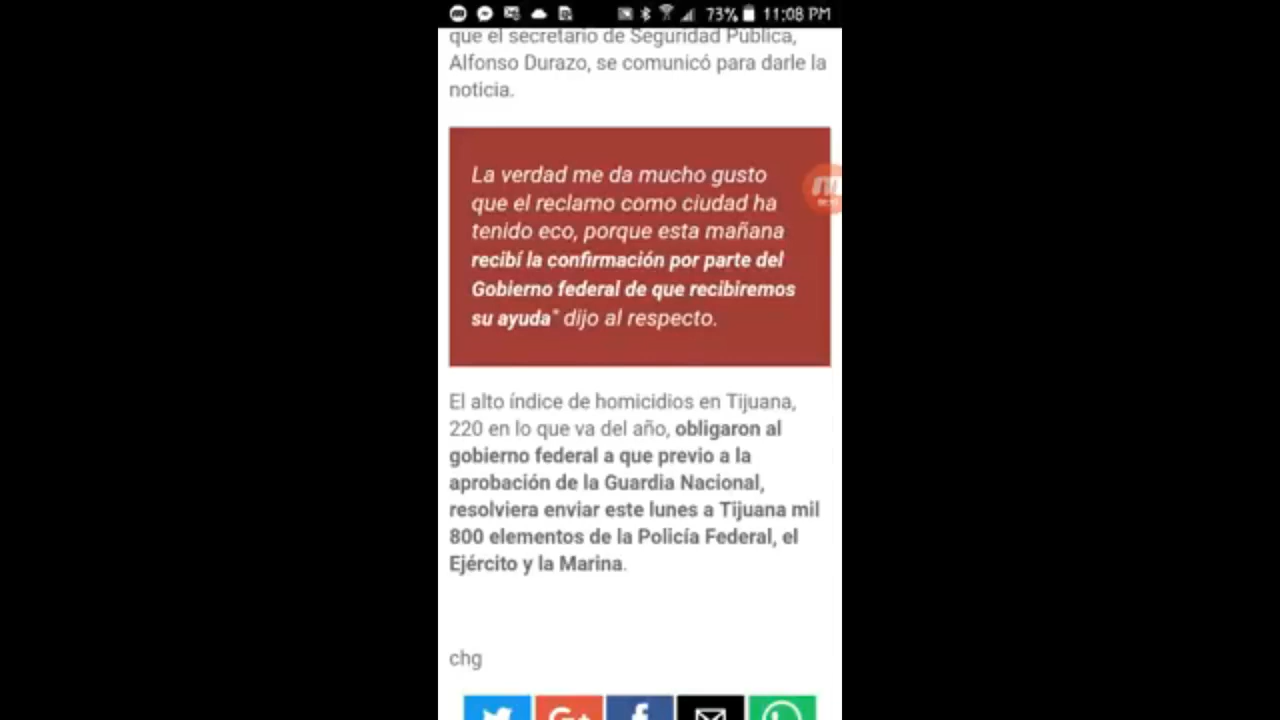 73% 11:08 PM
que el secretario de Seguridad Pública,
Alfonso Durazo, se comunicó para darle la
noticia.
La verdad me da mucho gusto
que el reclamo como ciudad ha
tenido eco, porque esta mañana
recibí la confirmación por parte del
Gobierno federal de que recibiremos
su ayuda" dijo al respecto.
El alto índice de homicidios en Tijuana,
220 en lo que va del año, obligaron al
gobierno federal a que previo a la
aprobación de la Guardia Nacional,
resolviera enviar este lunes a Tijuana mil
800 elementos de la Policía Federal, el
Ejército y la Marina.
chg
G+